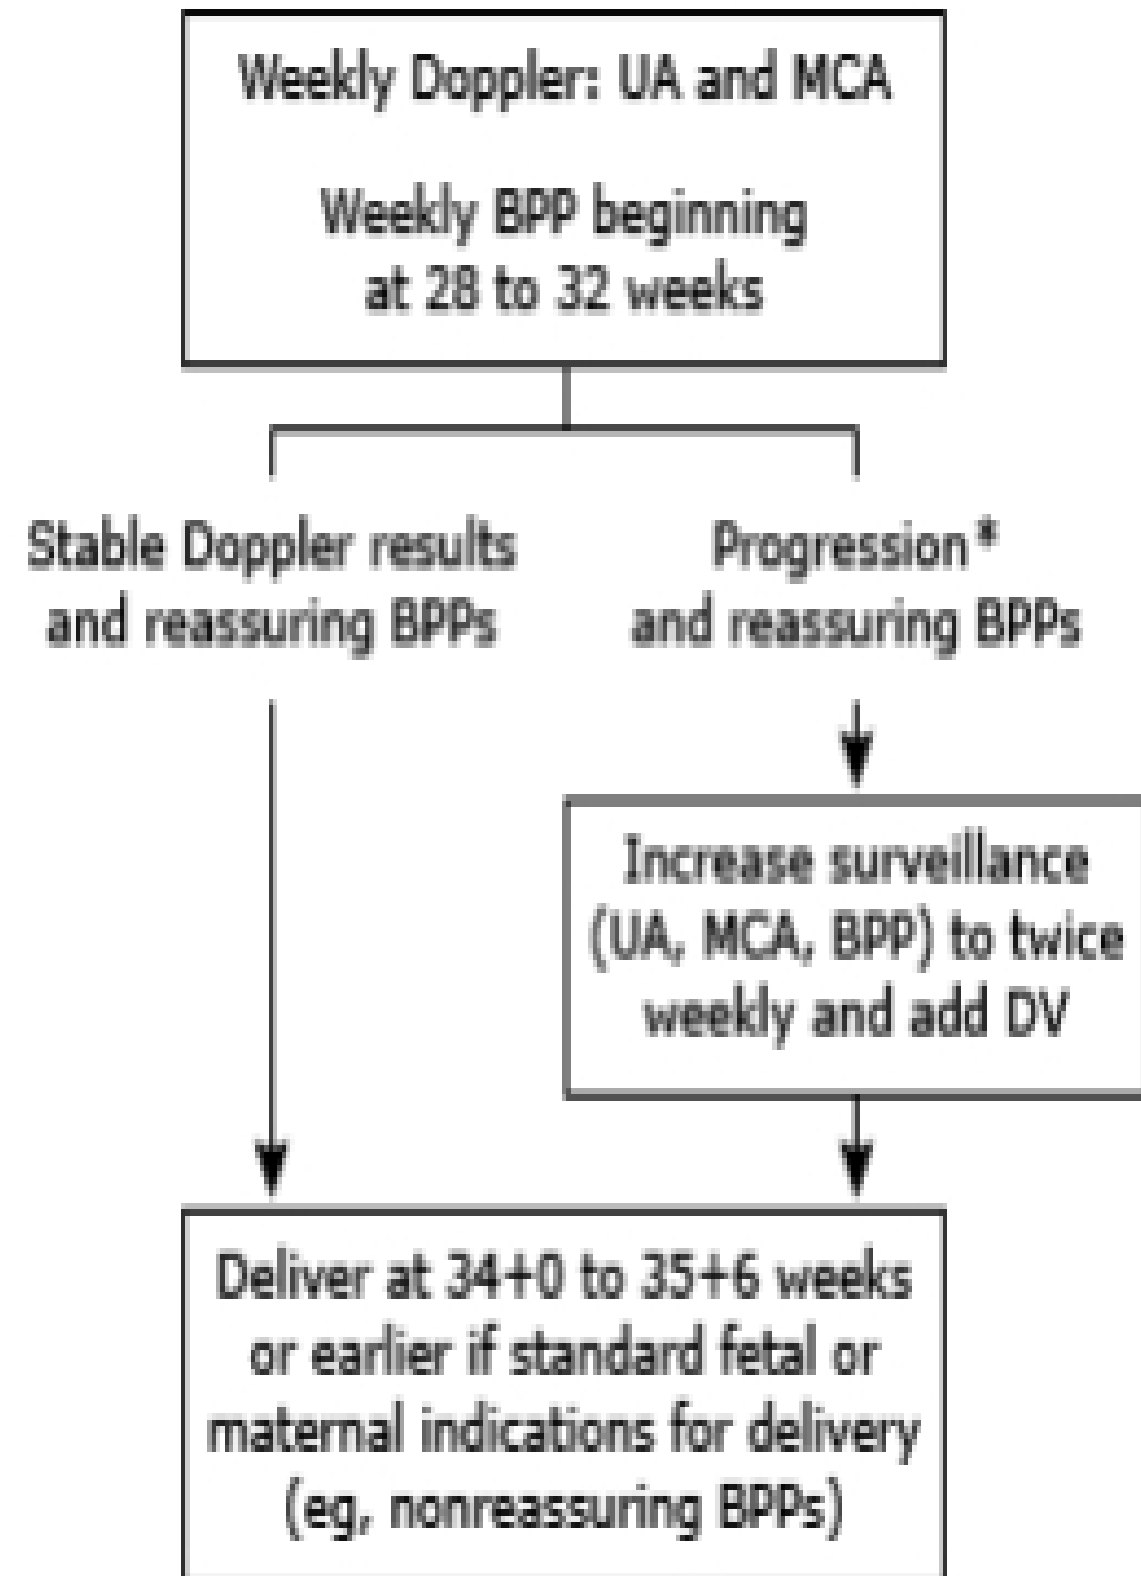 Weekly Doppler: UA and MCA
Weekly BPP beginning
at 28 to 32 weeks
Stable Doppler results
and reassuring BPPs
Progression*
and reassuring BPPs
Increase surveillance
(UA, MCA, BPP) to twice
weekly and add DV
Deliver at 34+0 to 35+6 weeks
or earlier if standard fetal or
maternal indications for delivery
(eg, nonreassuring BPPs)